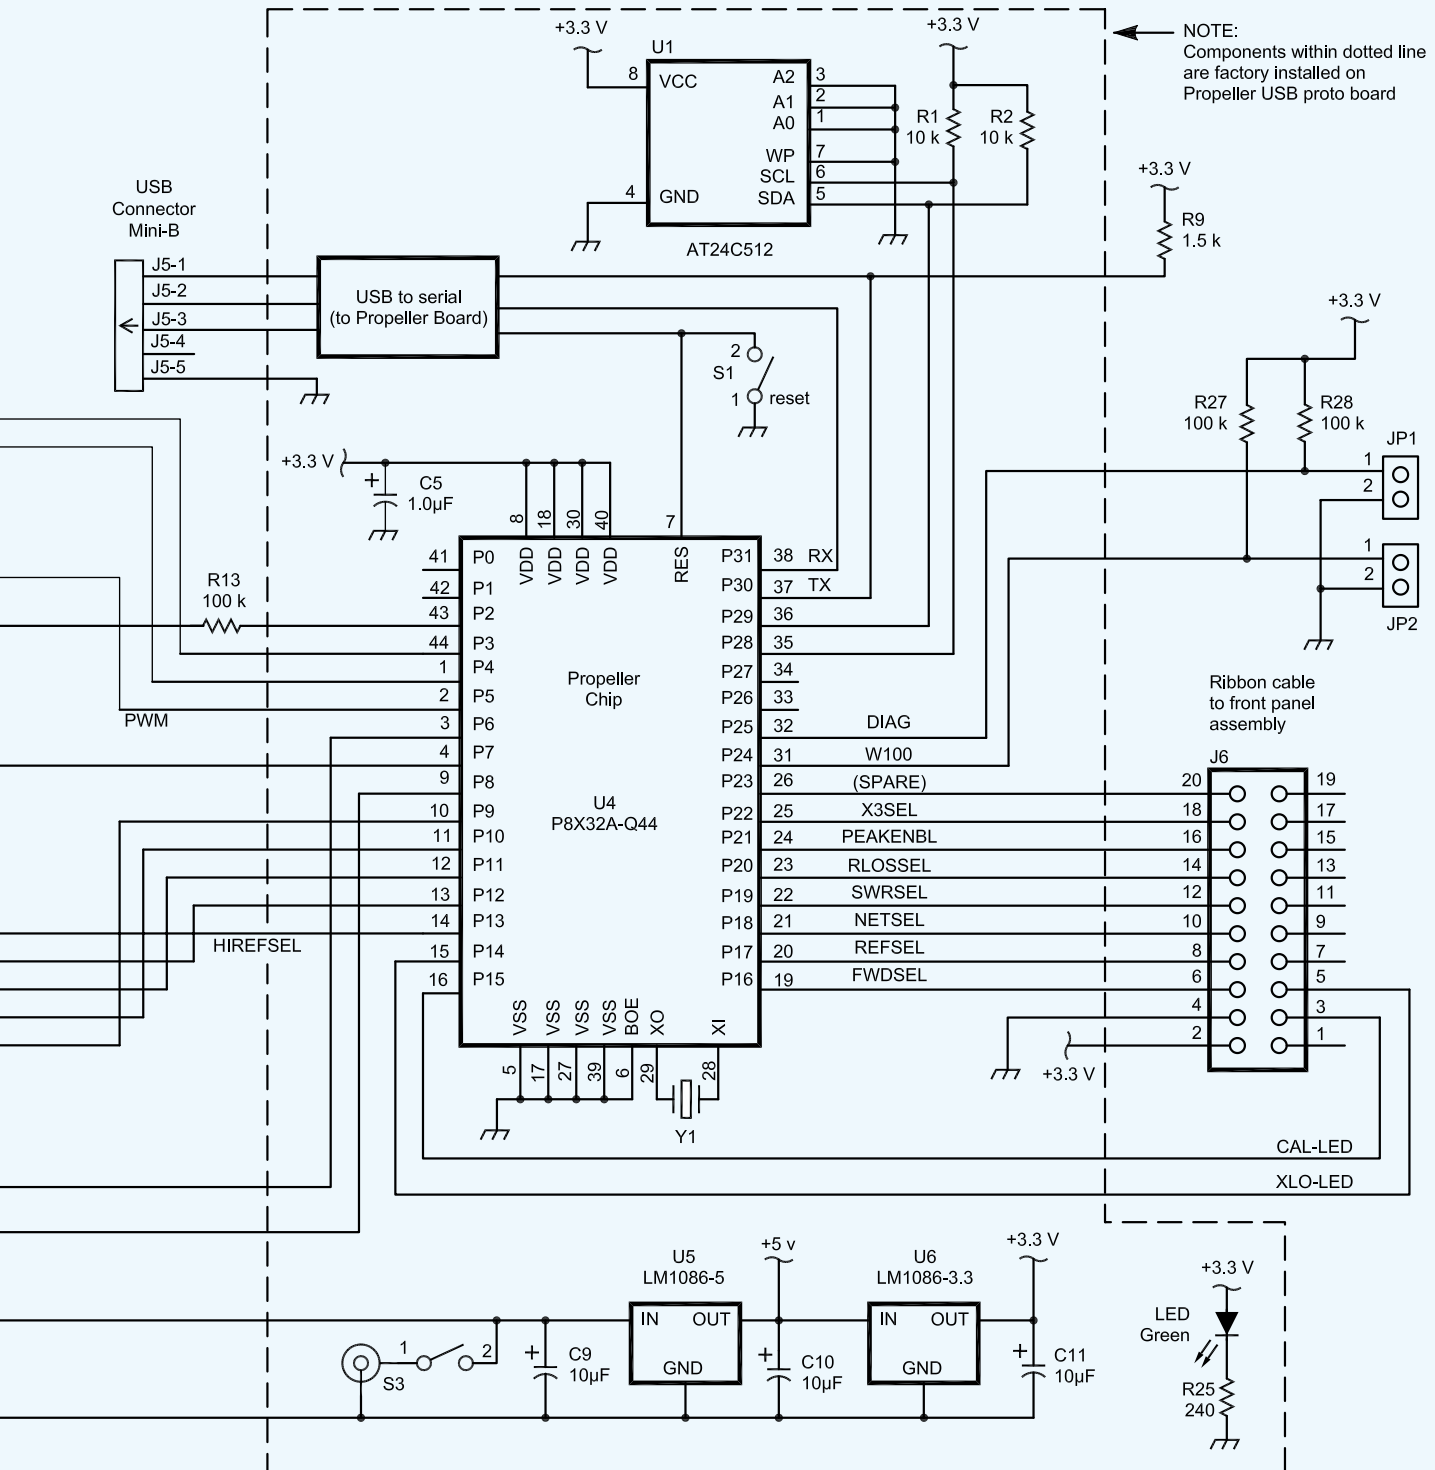 +3.3 V
U1
8
VCC
4
GND
A2
3
A1
2
A0
1
WP
7
SCL
6
SDA
5
AT24C512
+3.3 V
R1
10 k
R2
10 k
NOTE:
Components within dotted line
are factory installed on
Propeller USB proto board
+3.3 V
R9
1.5 k
USB
Connector
Mini-B
J5-1
J5-2
J5-3
J5-4
J5-5
USB to serial
(to Propeller Board)
2
S1
1
reset
+3.3 V
R27
100 k
R28
100 k
JP1
1
2
1
2
JP2
+3.3 V
+
C5
1.0µF
8
18
30
40
7
VDD
VDD
VDD
VDD
RES
R13
100 k
PWM
HIREFSEL
41
P0
42
P1
43
P2
44
P3
1
P4
2
P5
3
P6
4
P7
9
P8
10
P9
11
P10
12
P11
13
P12
14
P13
15
P14
16
P15
Propeller
Chip
U4
P8X32A-Q44
P31
38
RX
P30
37
TX
P29
36
P28
35
P27
34
P26
33
P25
32
DIAG
P24
31
W100
P23
26
(SPARE)
P22
25
X3SEL
P21
24
PEAKENBL
P20
23
RLOSSEL
P19
22
SWRSEL
P18
21
NETSEL
P17
20
REFSEL
P16
19
FWDSEL
VSS
VSS
VSS
VSS
BOE
XO
XI
5
17
27
39
6
29
28
Y1
Ribbon cable
to front panel
assembly
J6
20
19
18
17
16
15
14
13
12
11
10
9
8
7
6
5
4
3
2
1
+3.3 V
CAL-LED
XLO-LED
1
2
S3
+
C9
10µF
U5
LM1086-5
IN
OUT
GND
+5 v
+
C10
10µF
U6
LM1086-3.3
IN
OUT
GND
+3.3 V
+
C11
10µF
+3.3 V
LED
Green
R25
240